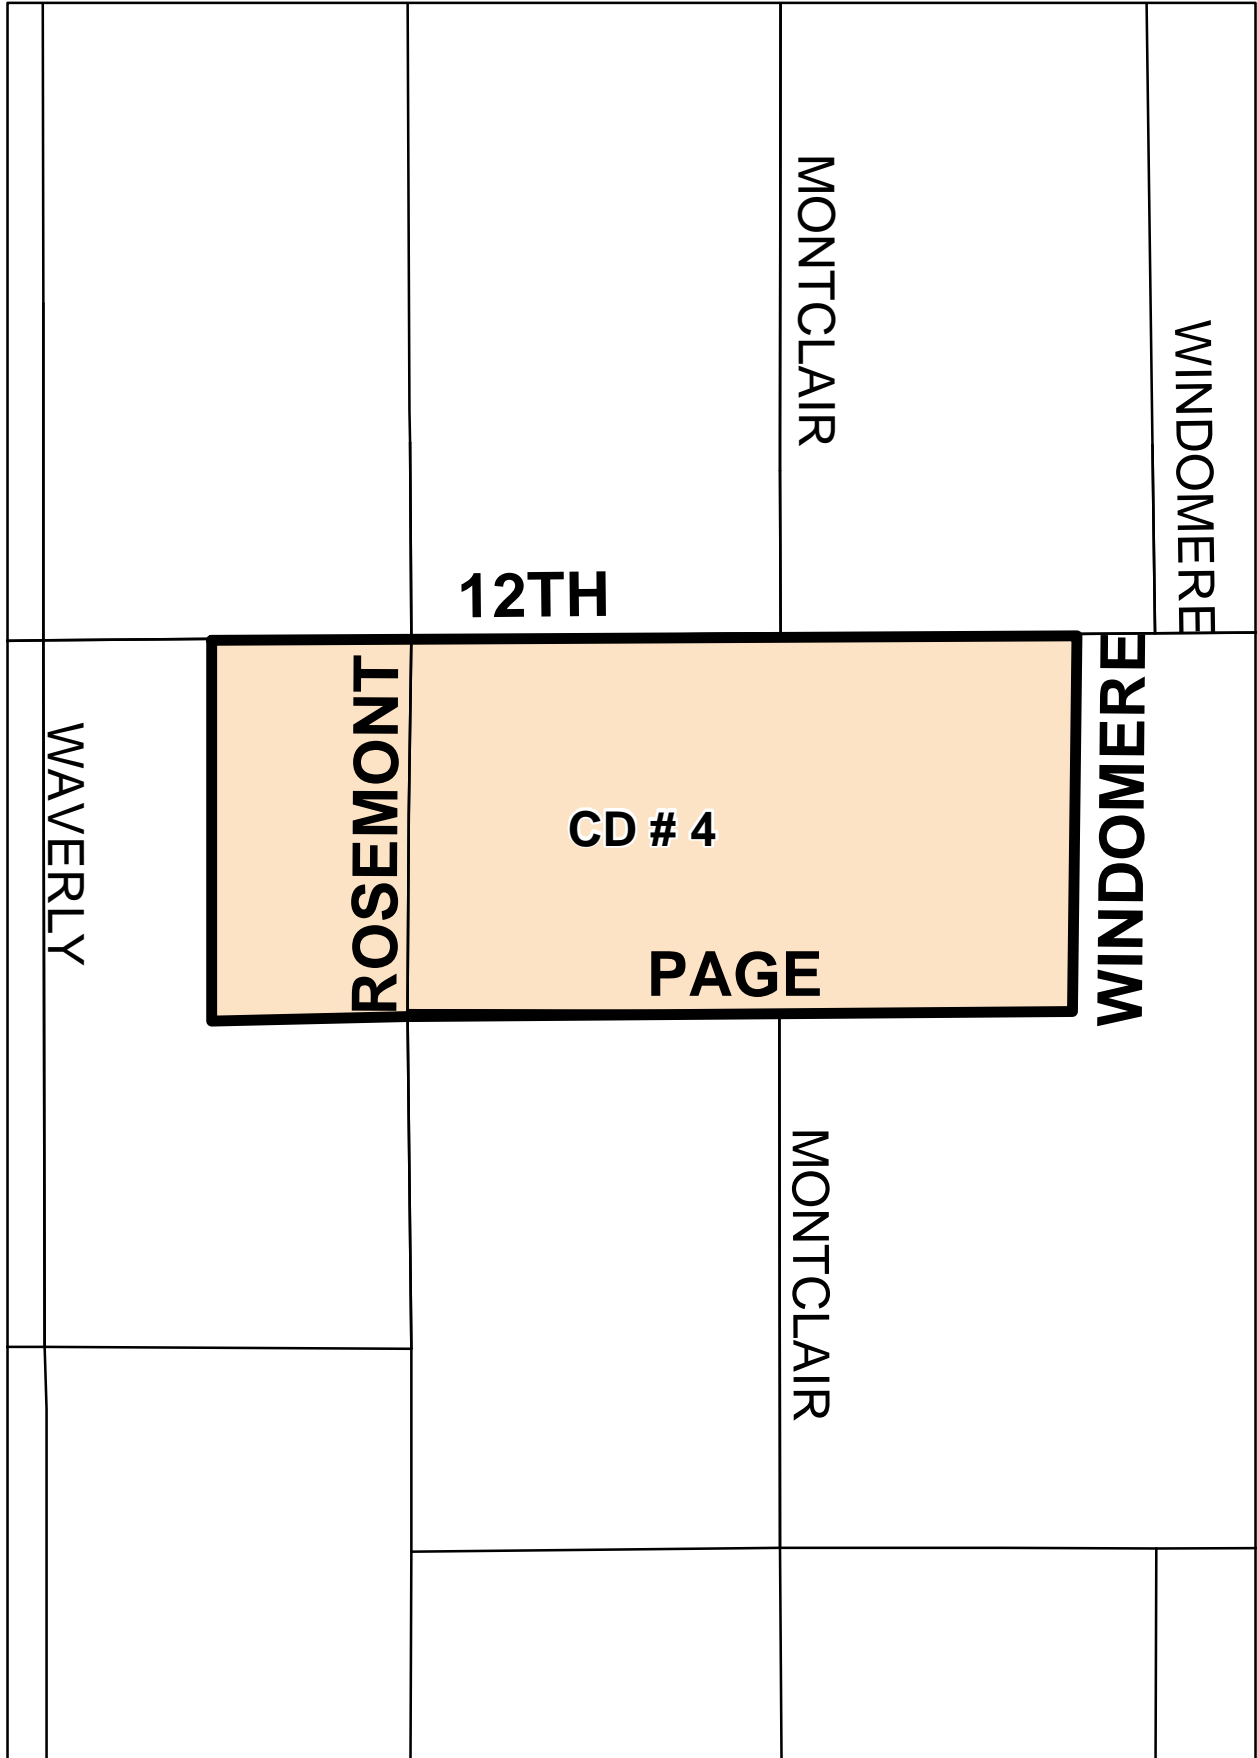 MONTCLAIR
WINDOMERE
12TH
ROSEMONT
WINDOMERE
WAVERLY
CD # 4
PAGE
MONTCLAIR